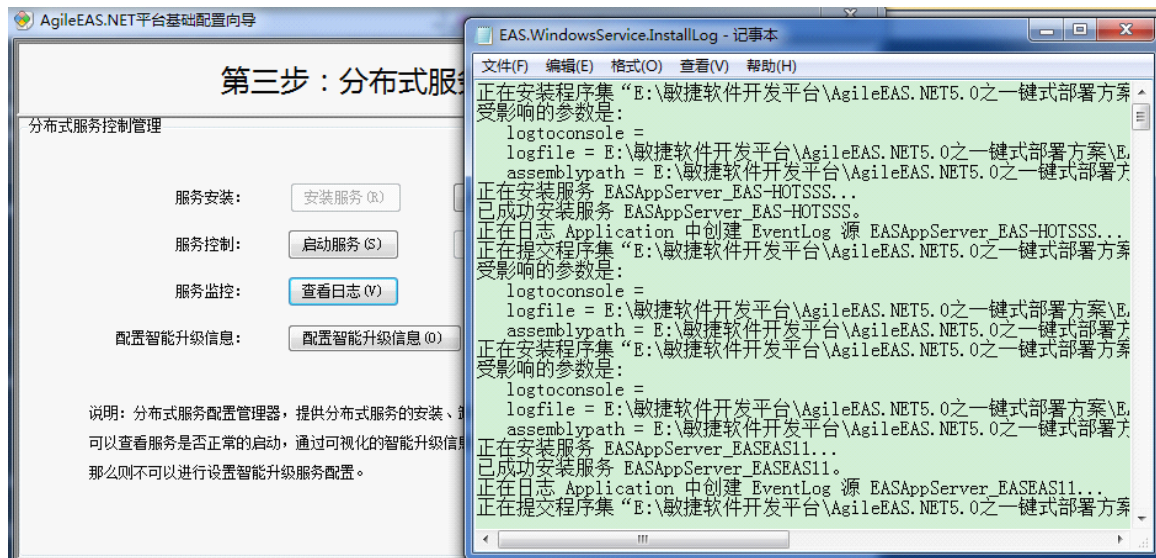 AgileEAS.NET平台基础配置向导
第三步：分布式服
分布式服务控制管理
服务安装：
安装服务(R)
服务控制：
启动服务(S)
服务监控：
查看日志(V)
配置智能升级信息：
配置智能升级信息(O)
说明：分布式服务配置管理器，提供分布式服务的安装、
可以查看服务是否正常的启动，通过可视化的智能升级信
那么则不可以进行设置智能升级服务配置。
EAS.WindowsService.InstallLog - 记事本
文件(F) 编辑(E) 格式(O) 查看(V) 帮助(H)
正在安装程序集“E:\敏捷软件开发平台\AgileEAS.NET5.0之一键式部署方案
受影响的参数是:
logtoconsole =
logfile = E:\敏捷软件开发平台\AgileEAS.NET5.0之一键式部署方案\E
assemblypath = E:\敏捷软件开发平台\AgileEAS.NET5.0之一键式部署方
正在安装服务 EASAppServer_EAS-HOTSSS...
已成功安装服务 EASAppServer_EAS-HOTSSS。
正在日志 Application 中创建 EventLog 源 EASAppServer_EAS-HOTSSS...
正在提交程序集“E:\敏捷软件开发平台\AgileEAS.NET5.0之一键式部署方案
受影响的参数是:
logtoconsole =
logfile = E:\敏捷软件开发平台\AgileEAS.NET5.0之一键式部署方案\E
assemblypath = E:\敏捷软件开发平台\AgileEAS.NET5.0之一键式部署方
正在安装程序集“E:\敏捷软件开发平台\AgileEAS.NET5.0之一键式部署方案
受影响的参数是:
logtoconsole =
logfile = E:\敏捷软件开发平台\AgileEAS.NET5.0之一键式部署方案\E
assemblypath = E:\敏捷软件开发平台\AgileEAS.NET5.0之一键式部署方
正在安装服务 EASAppServer_EASEAS11...
已成功安装服务 EASAppServer_EASEAS11。
正在日志 Application 中创建 EventLog 源 EASAppServer_EASEAS11...
正在提交程序集“E:\敏捷软件开发平台\AgileEAS.NET5.0之一键式部署方案